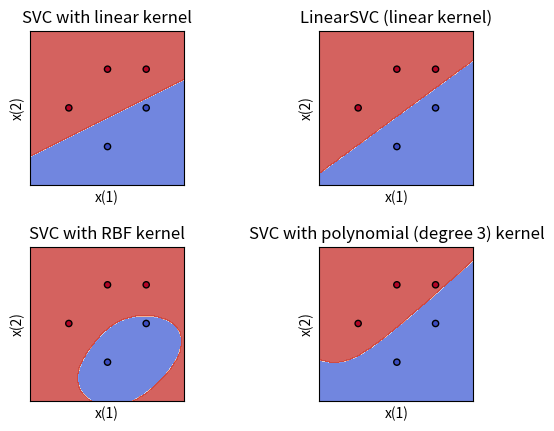 SVC with linear kernel
LinearSVC (linear kernel)
x(2)
x(2)
x(1)
x(1)
SVC with RBF kernel
SVC with polynomial (degree 3) kernel
x(2)
x(2)
x(1)
x(1)